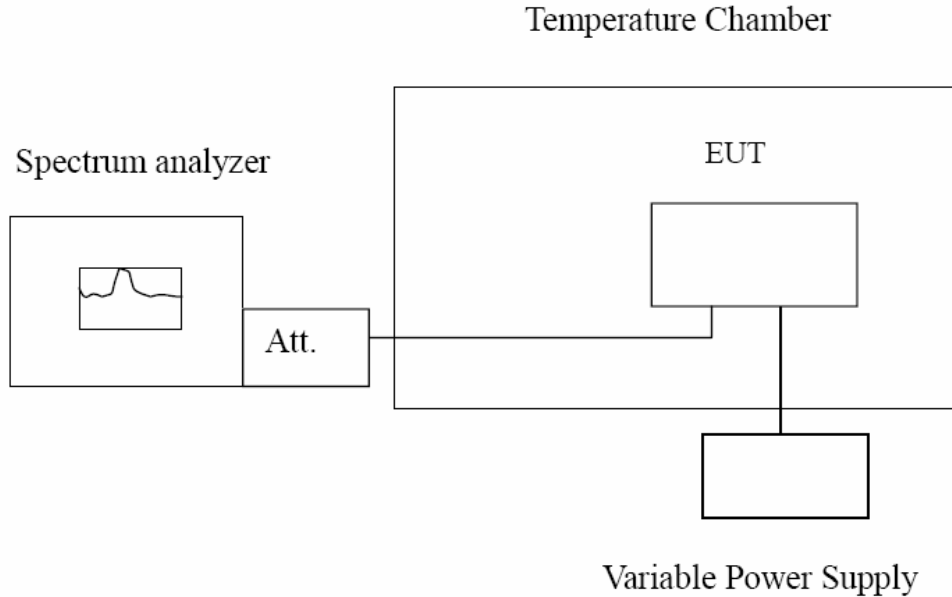 Temperature Chamber
Spectrum analyzer
EUT
Att.
Variable Power Supply